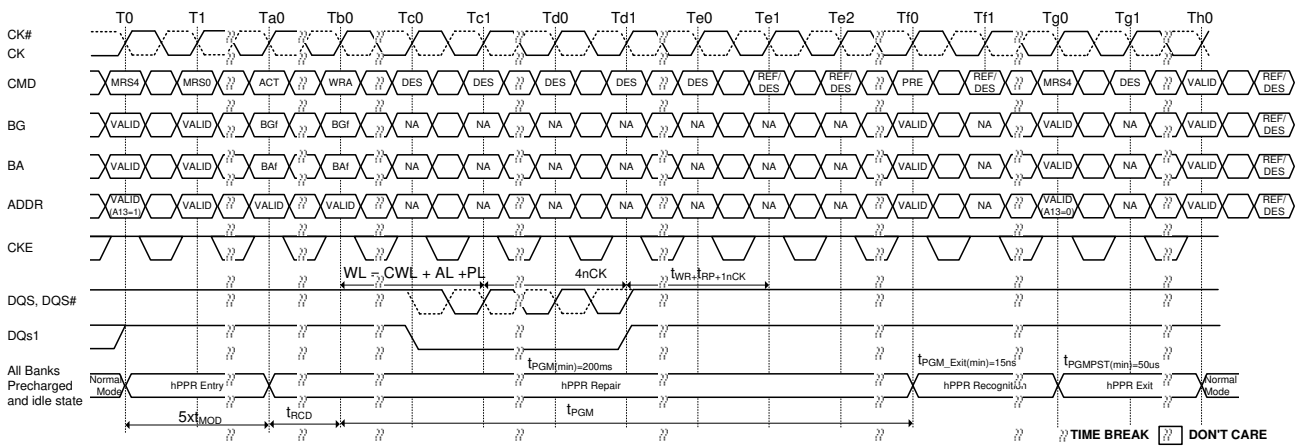 T0 T1 Ta0 Tb0 Tc0 Tc1 Td0 Td1 Te0 Te1 Te2 Tf0 Tf1 Tg0 Tg1 Th0
CK#
CK
CMD MRS4 MRS0 ACT WRA DES DES DES DES DES REF/DES REF/DES PRE REF/DES MRS4 DES VALID REF/DES
BG VALID VALID BGf BGf NA NA NA NA NA NA NA VALID NA VALID NA VALID REF/DES
BA VALID VALID BAf BAf NA NA NA NA NA NA NA VALID NA VALID NA VALID REF/DES
ADDR VALID (A13=1) VALID VALID VALID NA NA NA NA NA NA NA VALID NA VALID (A13=0) NA VALID REF/DES
CKE
WL = CWL + AL +PL 4nCK tWR+tRP+1nCK
DQS, DQS#
DQs1
tPGM(min)=200ms tPGM_Exit(min)=15ns tPGMPST(min)=50us
All Banks
Precharged
and idle state
Normal Mode hPPR Entry hPPR Repair hPPR Recognition hPPR Exit Normal Mode
5xtMOD tRCD tPGM
TIME BREAK DON'T CARE